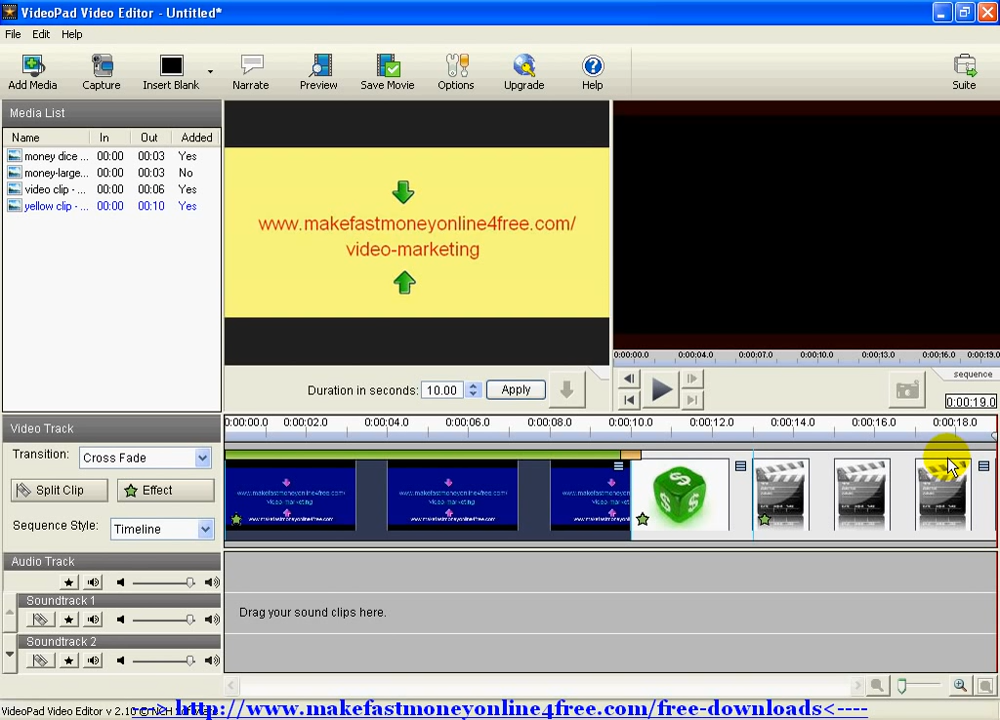 VideoPad Video Editor - Untitled*
File Edit Help
Add Media Capture Insert Blank Narrate Preview Save Movie Options Upgrade Help Suite
Media List
Name In Out Added
money dice ... 00:00 00:03 Yes
money-large... 00:00 00:03 No
video clip - ... 00:00 00:06 Yes
yellow clip - ... 00:00 00:10 Yes
www.makefastmoneyonline4free.com/
video-marketing
0:00:00.0 0:00:04.0 0:00:07.0 0:00:10.0 0:00:13.0 0:00:16.0 0:00:19.0
Duration in seconds: 10.00 Apply
sequence
0:00:19.0
Video Track
0:00:00.0 0:00:02.0 0:00:04.0 0:00:06.0 0:00:08.0 0:00:10.0 0:00:12.0 0:00:14.0 0:00:16.0 0:00:18.0
Transition: Cross Fade
Split Clip Effect
Sequence Style: Timeline
Audio Track
Soundtrack 1
Drag your sound clips here.
Soundtrack 2
VideoPad Video Editor v 2.10 © NCH Software
---> http://www.makefastmoneyonline4free.com/free-downloads<----